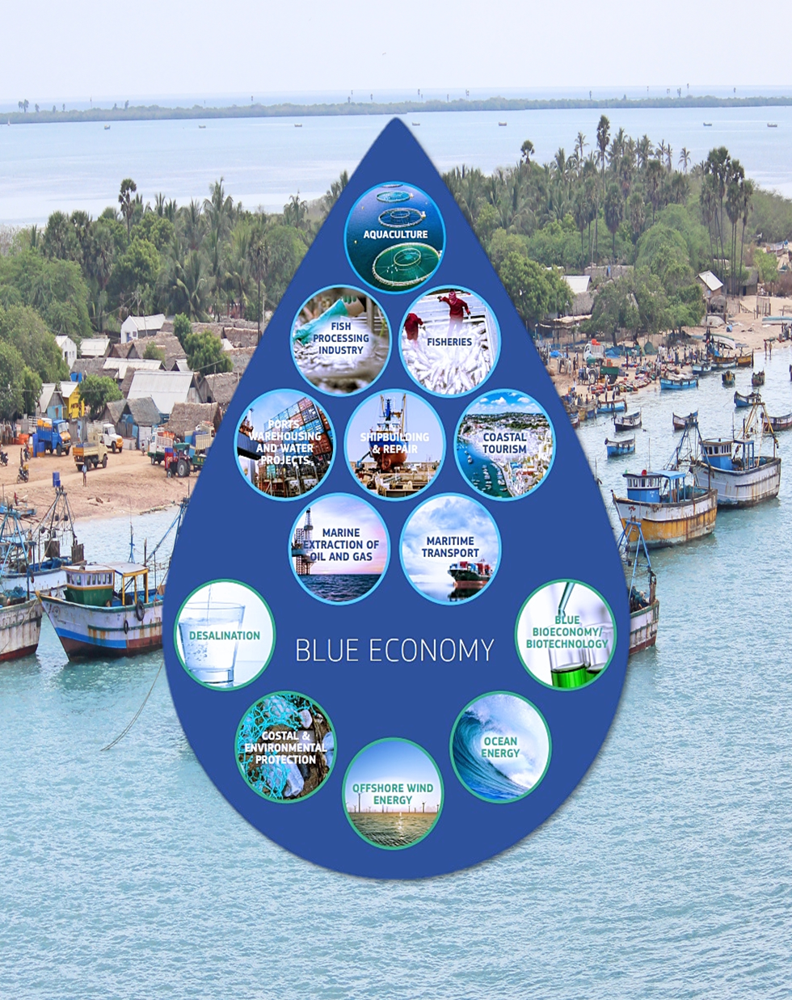 AQUACULTURE
FISH
PROCESSING
INDUSTRY
FISHERIES
PORTS,
WAREHOUSING
AND WATER
PROJECTS.
SHIPBUILDING
& REPAIR
COASTAL
TOURISM
MARINE
EXTRACTION OF
OIL AND GAS
MARITIME
TRANSPORT
DESALINATION
BLUE ECONOMY
BLUE
BIOECONOMY/
BIOTECHNOLOGY
COSTAL &
ENVIRONMENTAL
PROTECTION
OFFSHORE WIND
ENERGY
OCEAN
ENERGY